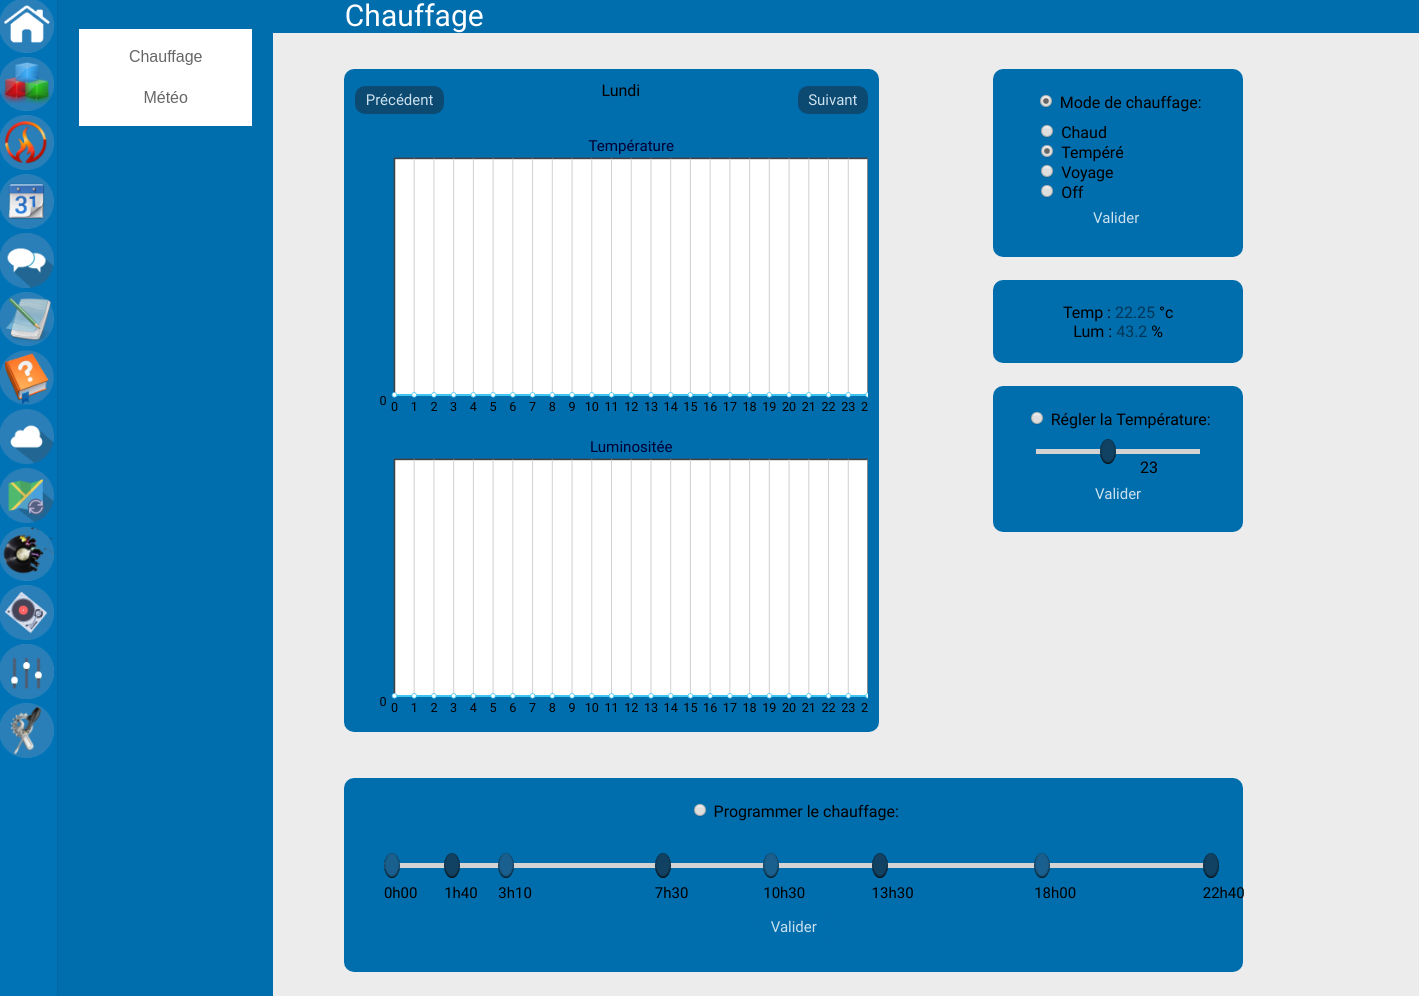 Chauffage
Chauffage
Météo
31
?
Précédent
Lundi
Suivant
Température
0
0 1 2 3 4 5 6 7 8 9 10 11 12 13 14 15 16 17 18 19 20 21 22 23 2
Luminositée
0
0 1 2 3 4 5 6 7 8 9 10 11 12 13 14 15 16 17 18 19 20 21 22 23 2
Mode de chauffage:
Chaud
Tempéré
Voyage
Off
Valider
Temp : 22.25 °c
Lum : 43.2 %
Régler la Température:
23
Valider
Programmer le chauffage:
0h00 1h40 3h10 7h30 10h30 13h30 18h00 22h40
Valider